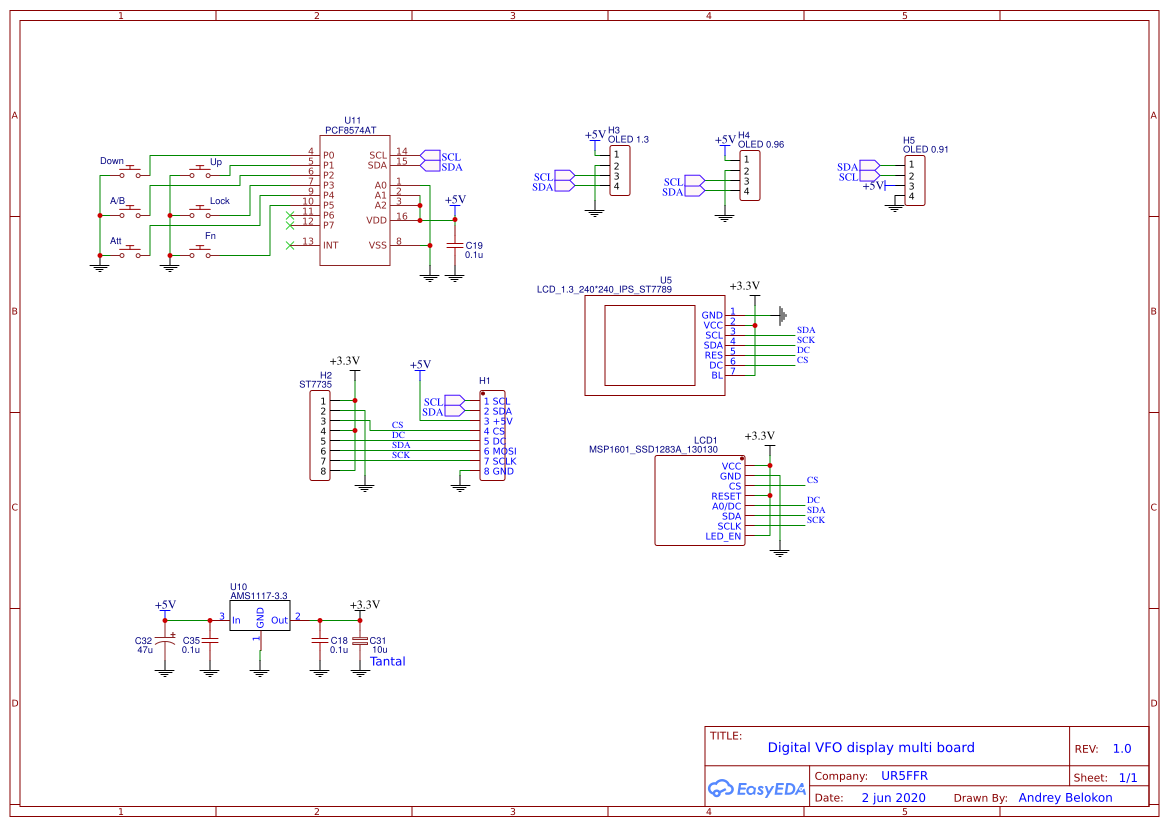 1 2 3 4 5
A A
B B
C C
D D
U11
PCF8574AT
4 P0 SCL 14 SCL
5 P1 SDA 15 SDA
6 P2
7 P3 A0 1
9 P4 A1 2
10 P5 A2 3
11 P6 VDD 16
12 P7
13 INT VSS 8
Down Up
A/B Lock
Att Fn
+5V
C19
0.1u
+5V H3
OLED 1.3
1
2
SCL 3
SDA 4
+5V H4
OLED 0.96
1
2
SCL 3
SDA 4
H5
OLED 0.91
SDA 1
SCL 2
+5V 3
4
U5
LCD_1.3_240*240_IPS_ST7789
+3.3V
GND 1
VCC 2
SCL 3 SDA
SDA 4 SCK
RES 5 DC
DC 6 CS
BL 7
+3.3V
H2
ST7735
1
2
3
4
5
6
7
8
CS
DC
SDA
SCK
+5V
H1
SCL 1 SCL
SDA 2 SDA
3 +5V
4 CS
5 DC
6 MOSI
7 SCLK
8 GND
LCD1
MSP1601_SSD1283A_130130
+3.3V
VCC
GND
CS CS
RESET
A0/DC DC
SDA SDA
SCLK SCK
LED_EN
U10
AMS1117-3.3
+5V
3 In GND Out 2
1
+3.3V
C32
47u
+
C35
0.1u
C18
0.1u
C31
10u
Tantal
TITLE:
Digital VFO display multi board
REV: 1.0
EasyEDA
Company: UR5FFR
Sheet: 1/1
Date: 2 jun 2020 Drawn By: Andrey Belokon
1 2 3 4 5